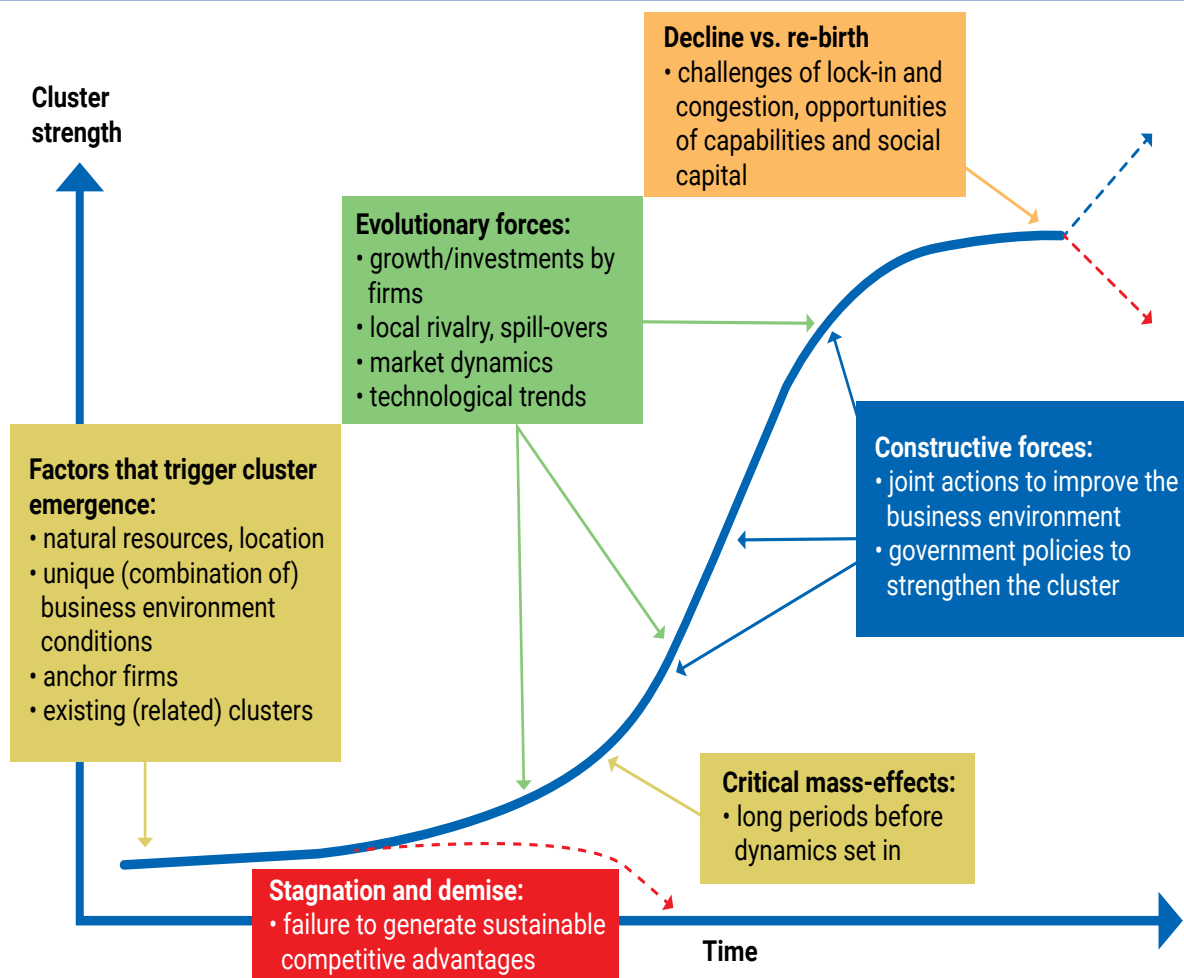 Cluster
strength
Decline vs. re-birth
• challenges of lock-in and
congestion, opportunities
of capabilities and social
capital
Evolutionary forces:
• growth/investments by
firms
• local rivalry, spill-overs
• market dynamics
• technological trends
Factors that trigger cluster
emergence:
• natural resources, location
• unique (combination of)
business environment
conditions
• anchor firms
• existing (related) clusters
Constructive forces:
• joint actions to improve the
business environment
• government policies to
strengthen the cluster
Critical mass-effects:
• long periods before
dynamics set in
Stagnation and demise:
• failure to generate sustainable
competitive advantages
Time